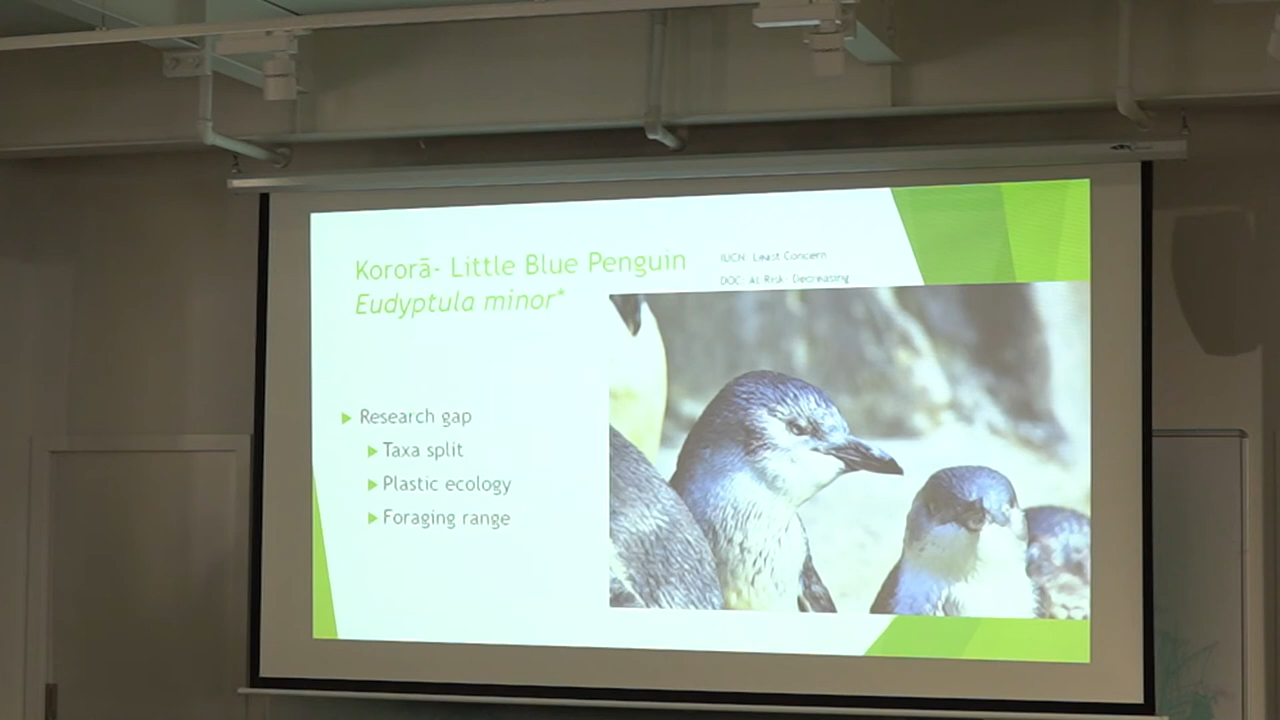 Kororā- Little Blue Penguin
Eudyptula minor*
IUCN: Least Concern
DOC: At Risk: Decreasing
Research gap
Taxa split
Plastic ecology
Foraging range